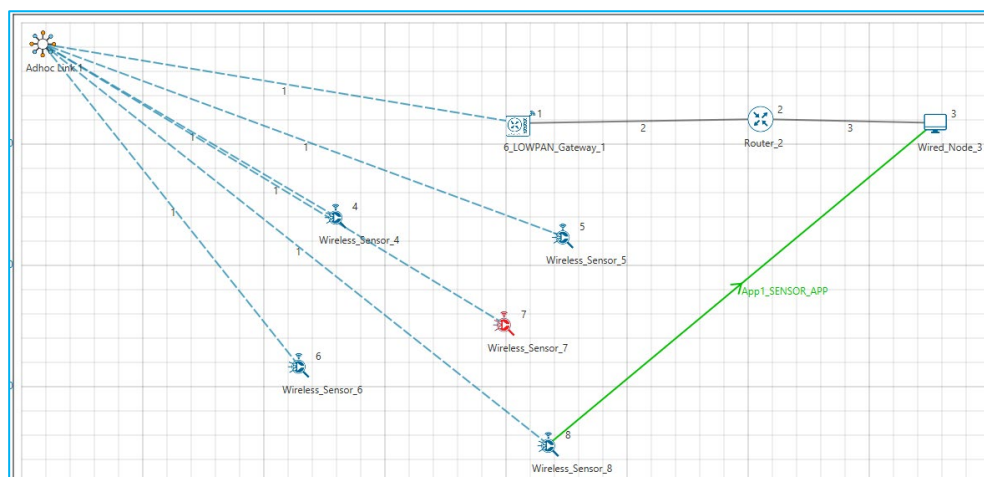 Adhoc Link 1
1
1
6_LOWPAN_Gateway_1
2
2
Router_2
3
3
Wired_Node_3
1
1
1
1
1
4
Wireless_Sensor_4
5
Wireless_Sensor_5
App1_SENSOR_APP
7
Wireless_Sensor_7
6
Wireless_Sensor_6
8
Wireless_Sensor_8